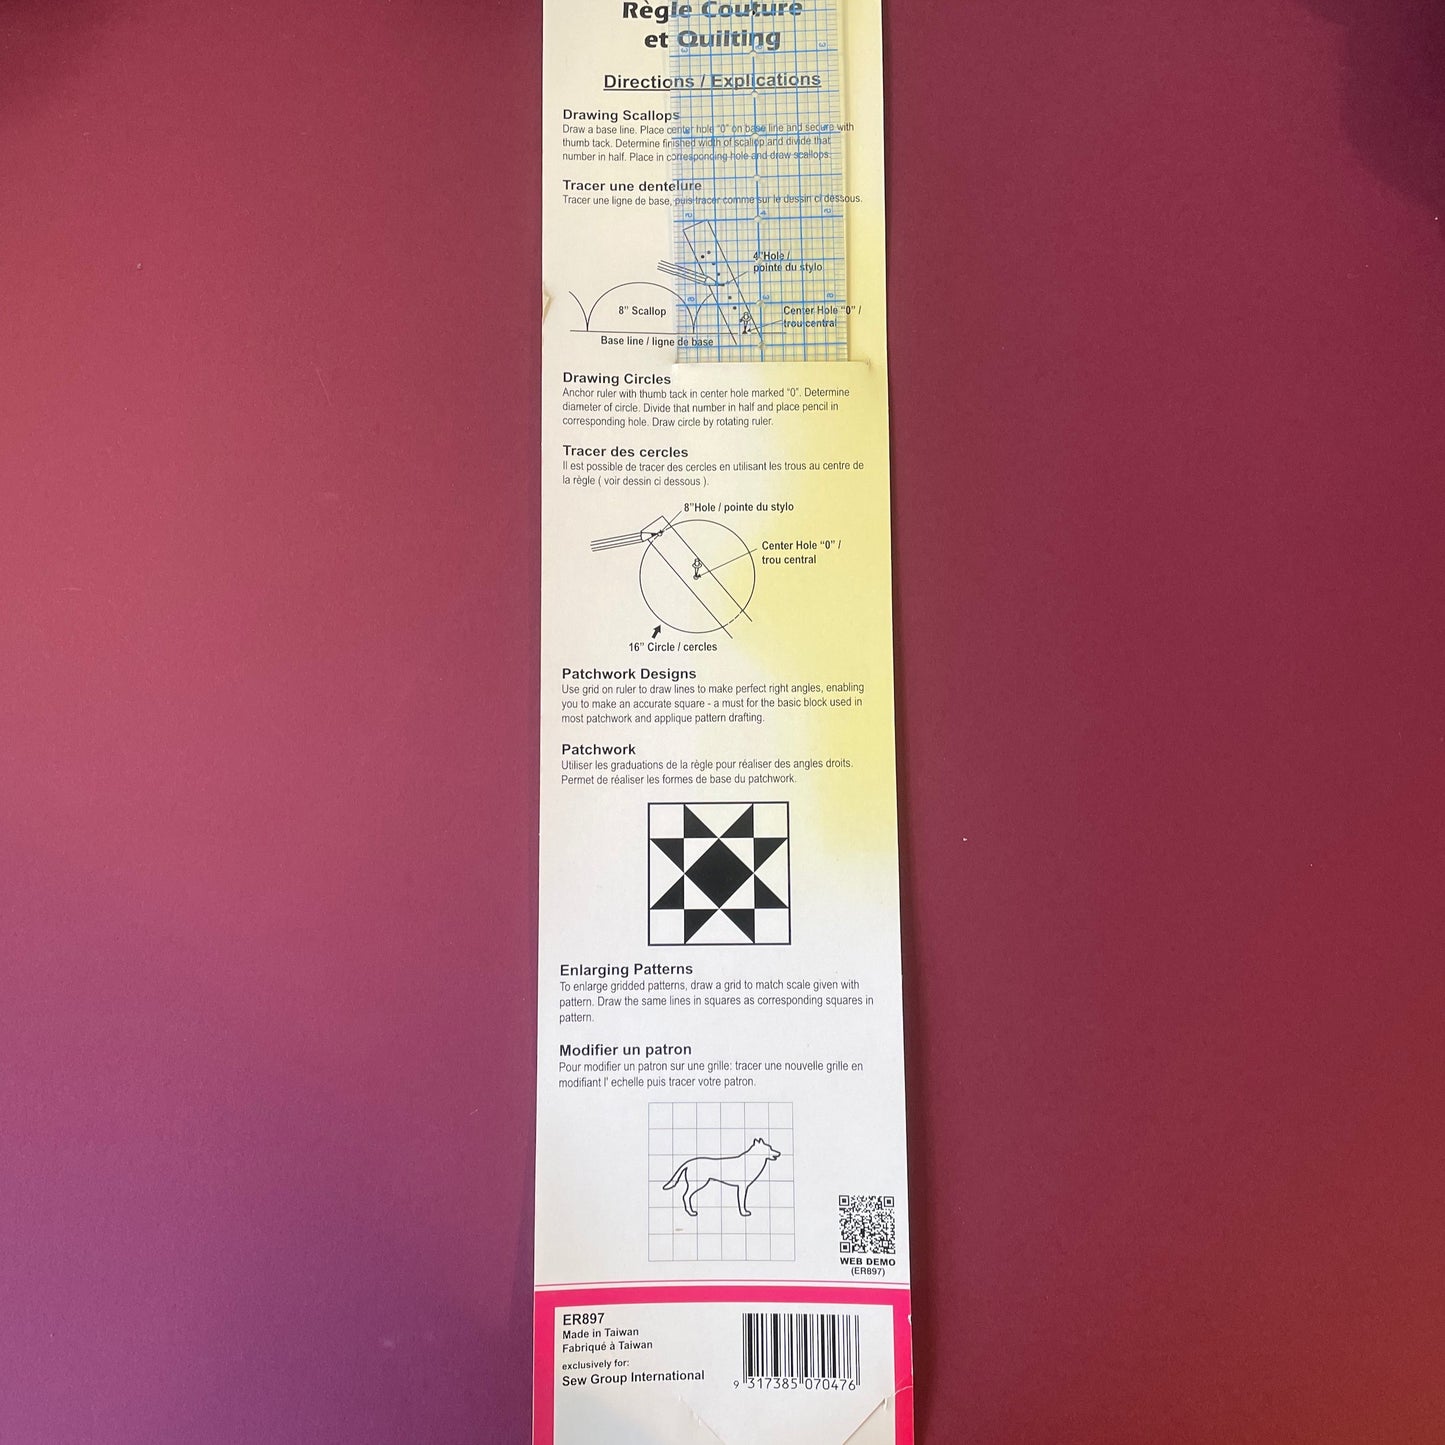 Règle Couture
et Quilting
Directions / Explications
Drawing Scallops
Draw a base line. Place center hole "0" on base line and secure with
thumb tack. Determine finished width of scallop and divide that
number in half. Place in corresponding hole and draw scallops.
Tracer une dentelure
Tracer une ligne de base, puis tracer comme sur le dessin ci dessous.
4"Hole /
pointe du stylo
8" Scallop
Center Hole "0" /
trou central
Base line / ligne de base
Drawing Circles
Anchor ruler with thumb tack in center hole marked "0". Determine
diameter of circle. Divide that number in half and place pencil in
corresponding hole. Draw circle by rotating ruler.
Tracer des cercles
Il est possible de tracer des cercles en utilisant les trous au centre de
la règle ( voir dessin ci dessous ).
8"Hole / pointe du stylo
Center Hole "0" /
trou central
16" Circle / cercles
Patchwork Designs
Use grid on ruler to draw lines to make perfect right angles, enabling
you to make an accurate square - a must for the basic block used in
most patchwork and applique pattern drafting.
Patchwork
Utiliser les graduations de la règle pour réaliser des angles droits.
Permet de réaliser les formes de base du patchwork.
Enlarging Patterns
To enlarge gridded patterns, draw a grid to match scale given with
pattern. Draw the same lines in squares as corresponding squares in
pattern.
Modifier un patron
Pour modifier un patron sur une grille: tracer une nouvelle grille en
modifiant l' echelle puis tracer votre patron.
WEB DEMO
(ER897)
ER897
Made in Taiwan
Fabriqué à Taiwan
exclusively for:
Sew Group International
9 317385 070476